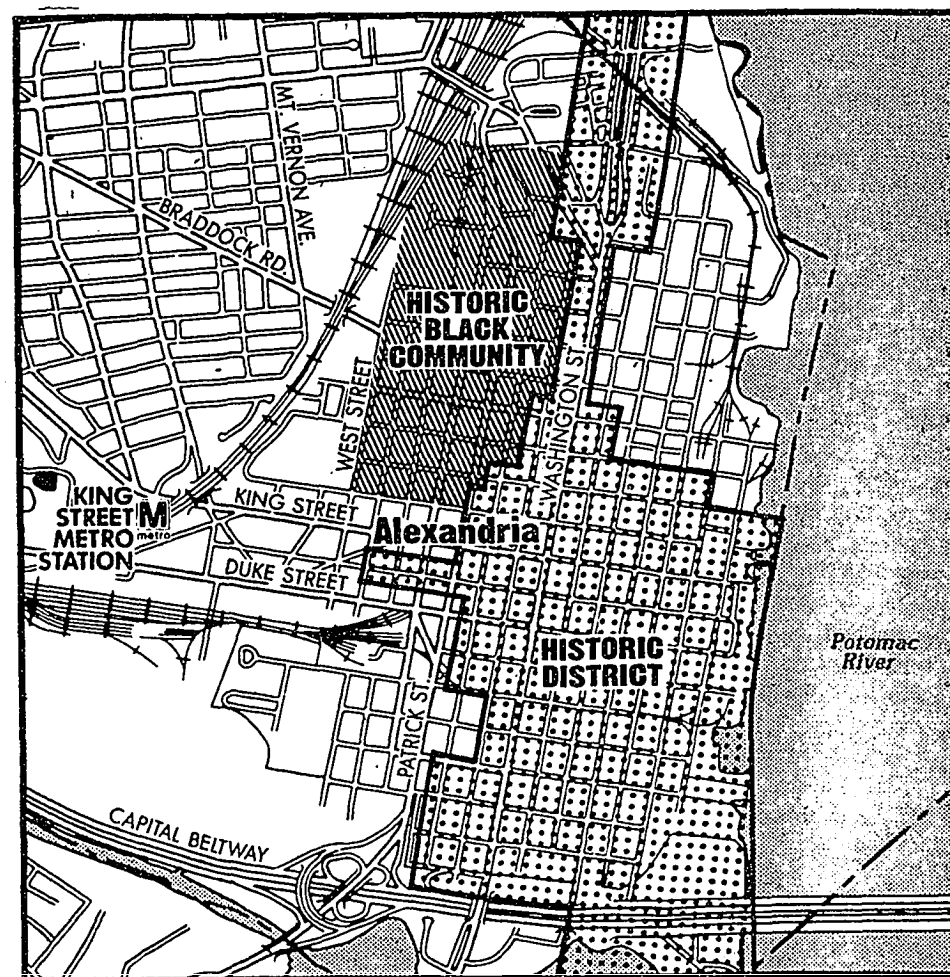 MT. VERNON AVE.
BRADDOCK RD.
HISTORIC
BLACK
COMMUNITY
WEST STREET
WASHINGTON ST.
KING
STREET
METRO
STATION
M
metro
KING STREET
Alexandria
DUKE STREET
HISTORIC
DISTRICT
Potomac
River
PATRICK ST.
CAPITAL BELTWAY